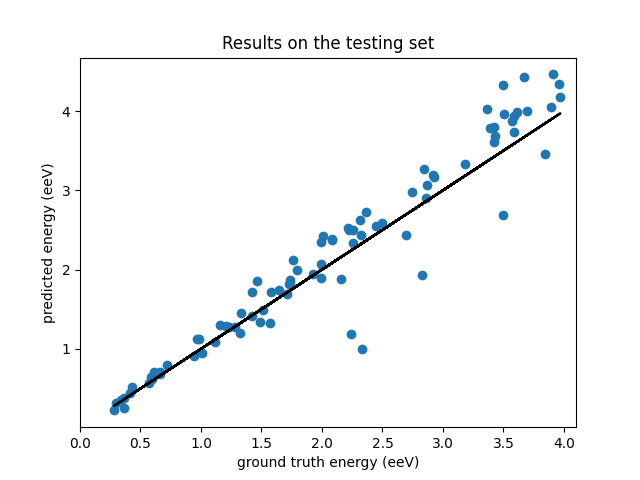 Results on the testing set
predicted energy (eeV)
4
3
2
1
0.0 0.5 1.0 1.5 2.0 2.5 3.0 3.5 4.0
ground truth energy (eeV)